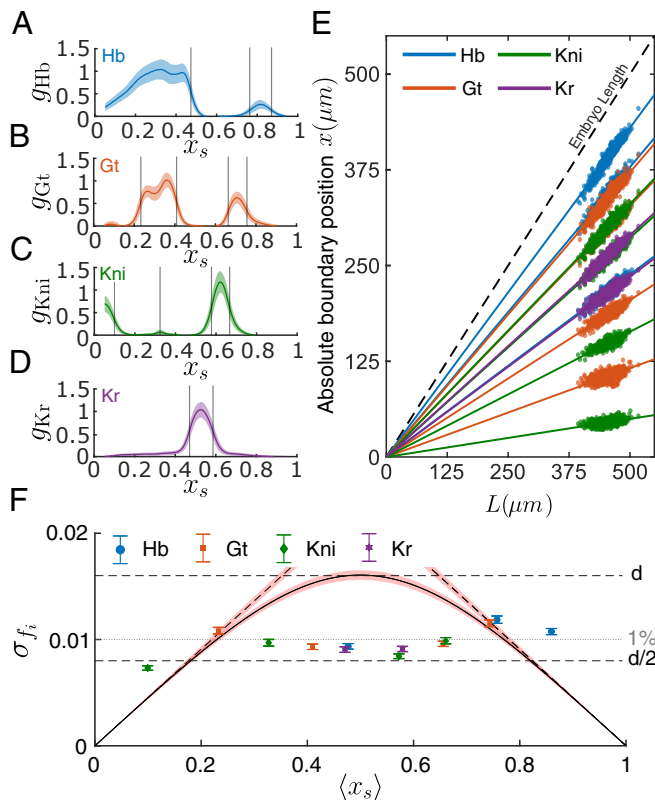 A
1.5
1
0.5
0
g_Hb
Hb
0 0.2 0.4 0.6 0.8 1
x_s
B
1.5
1
0.5
0
g_Gt
Gt
0 0.2 0.4 0.6 0.8 1
x_s
C
1.5
1
0.5
0
g_Kni
Kni
0 0.2 0.4 0.6 0.8 1
x_s
D
1.5
1
0.5
0
g_Kr
Kr
0 0.2 0.4 0.6 0.8 1
x_s
E
Absolute boundary position x(μm)
500
375
250
125
0
Hb Kni
Gt Kr
Embryo Length
0 125 250 375 500
L(μm)
F
Hb Gt Kni Kr
0.02
0.01
0
σ_{f_i}
d
1%
d/2
0 0.2 0.4 0.6 0.8 1
⟨x_s⟩